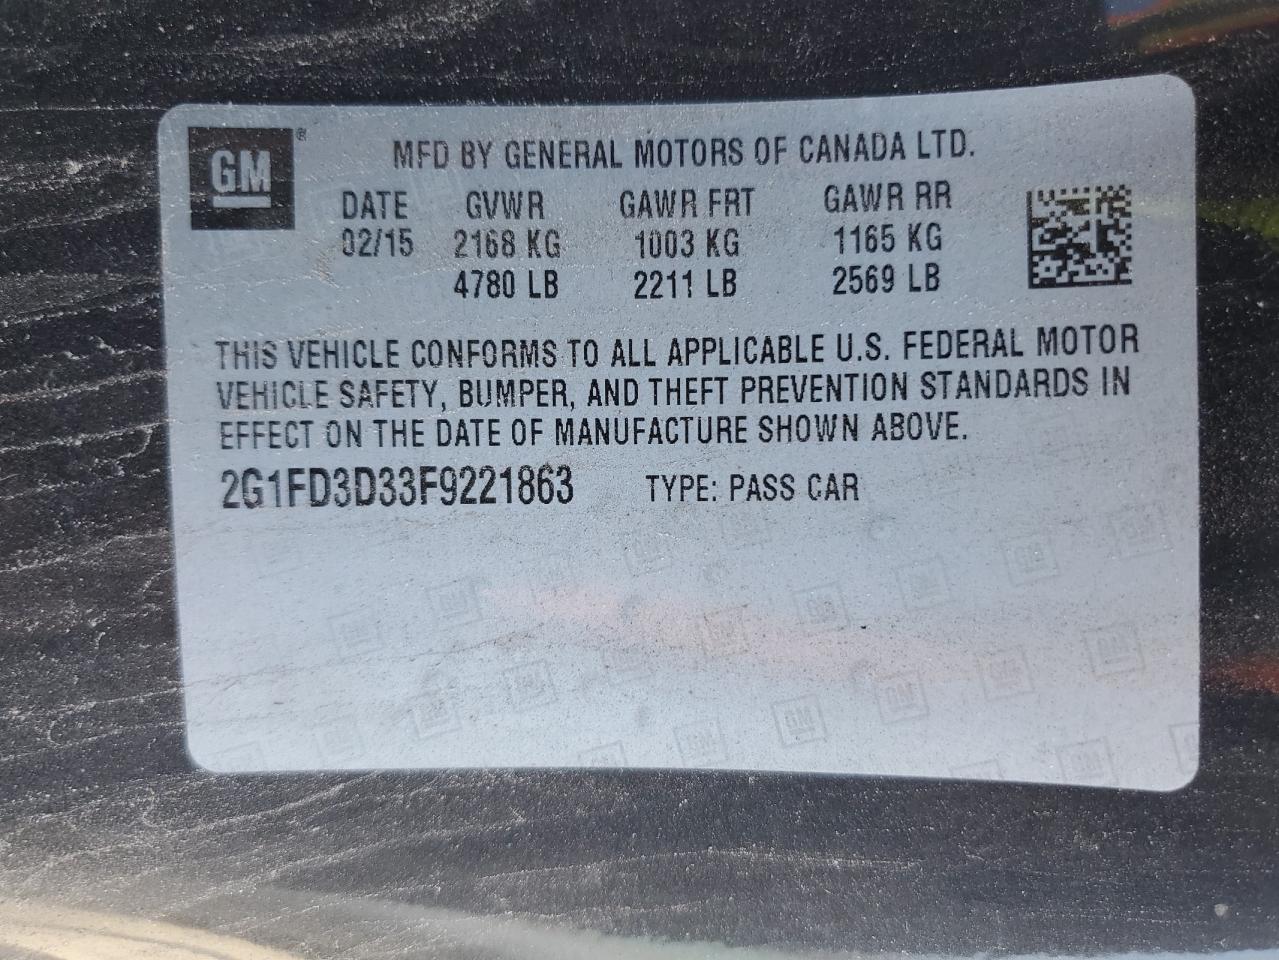 GM®
MFD BY GENERAL MOTORS OF CANADA LTD.
DATE GVWR GAWR FRT GAWR RR
02/15 2168 KG 1003 KG 1165 KG
4780 LB 2211 LB 2569 LB
THIS VEHICLE CONFORMS TO ALL APPLICABLE U.S. FEDERAL MOTOR
VEHICLE SAFETY, BUMPER, AND THEFT PREVENTION STANDARDS IN
EFFECT ON THE DATE OF MANUFACTURE SHOWN ABOVE.
2G1FD3D33F9221863 TYPE: PASS CAR